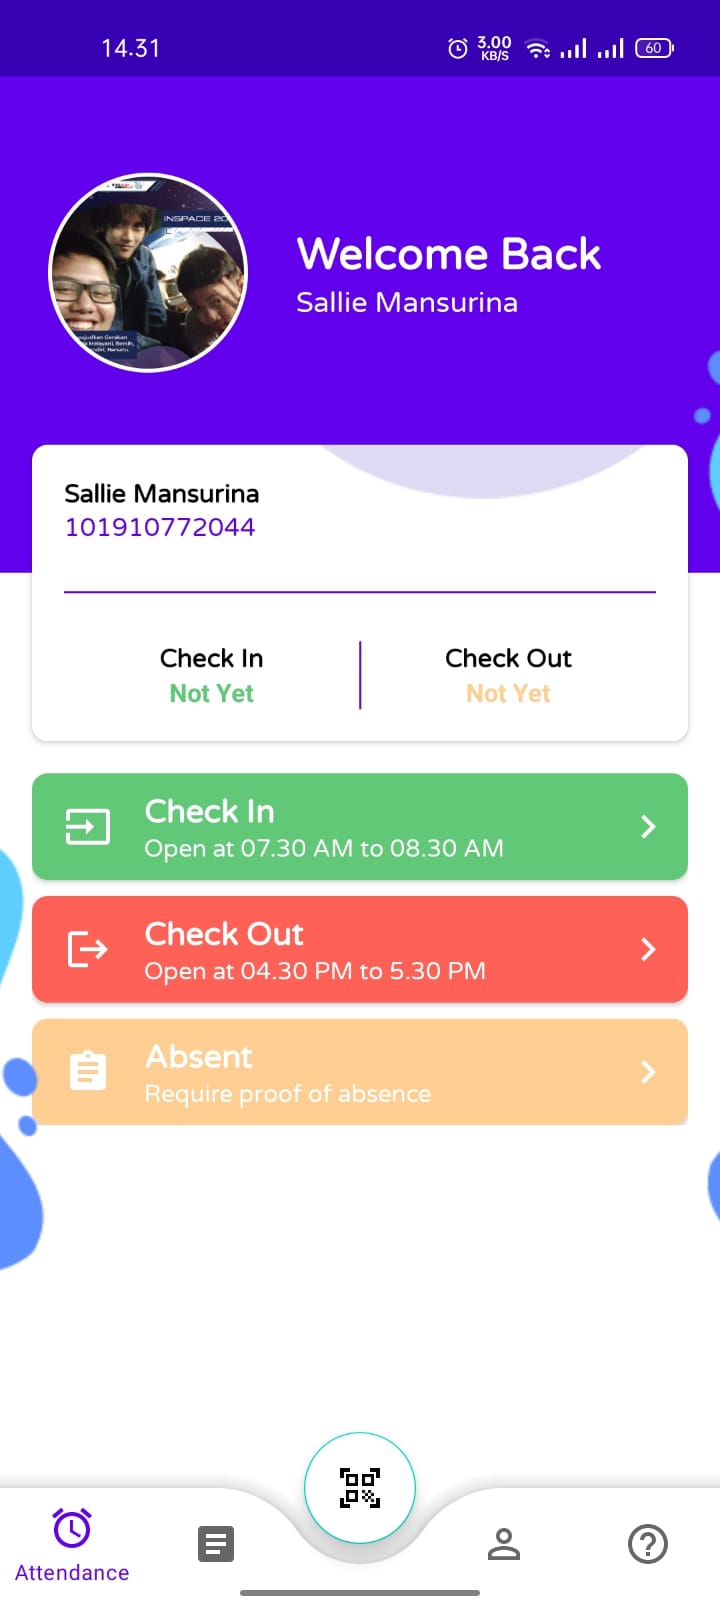 14.31
3.00
KB/S
60
INSPACE 20
Welcome Back
Sallie Mansurina
Sallie Mansurina
101910772044
Check In
Not Yet
Check Out
Not Yet
Check In
Open at 07.30 AM to 08.30 AM
Check Out
Open at 04.30 PM to 5.30 PM
Absent
Require proof of absence
Attendance